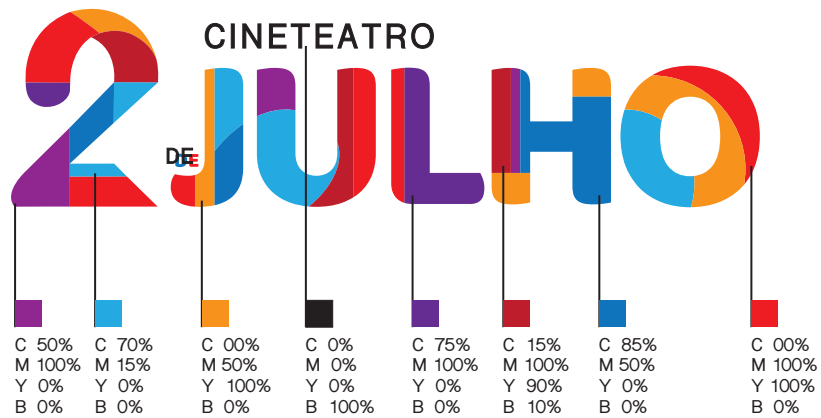 CINETEATRO
2 DE JULHO
DE
C 50%
M 100%
Y 0%
B 0%
C 70%
M 15%
Y 0%
B 0%
C 00%
M 50%
Y 100%
B 0%
C 0%
M 0%
Y 0%
B 100%
C 75%
M 100%
Y 0%
B 0%
C 15%
M 100%
Y 90%
B 10%
C 85%
M 50%
Y 0%
B 0%
C 00%
M 100%
Y 100%
B 0%